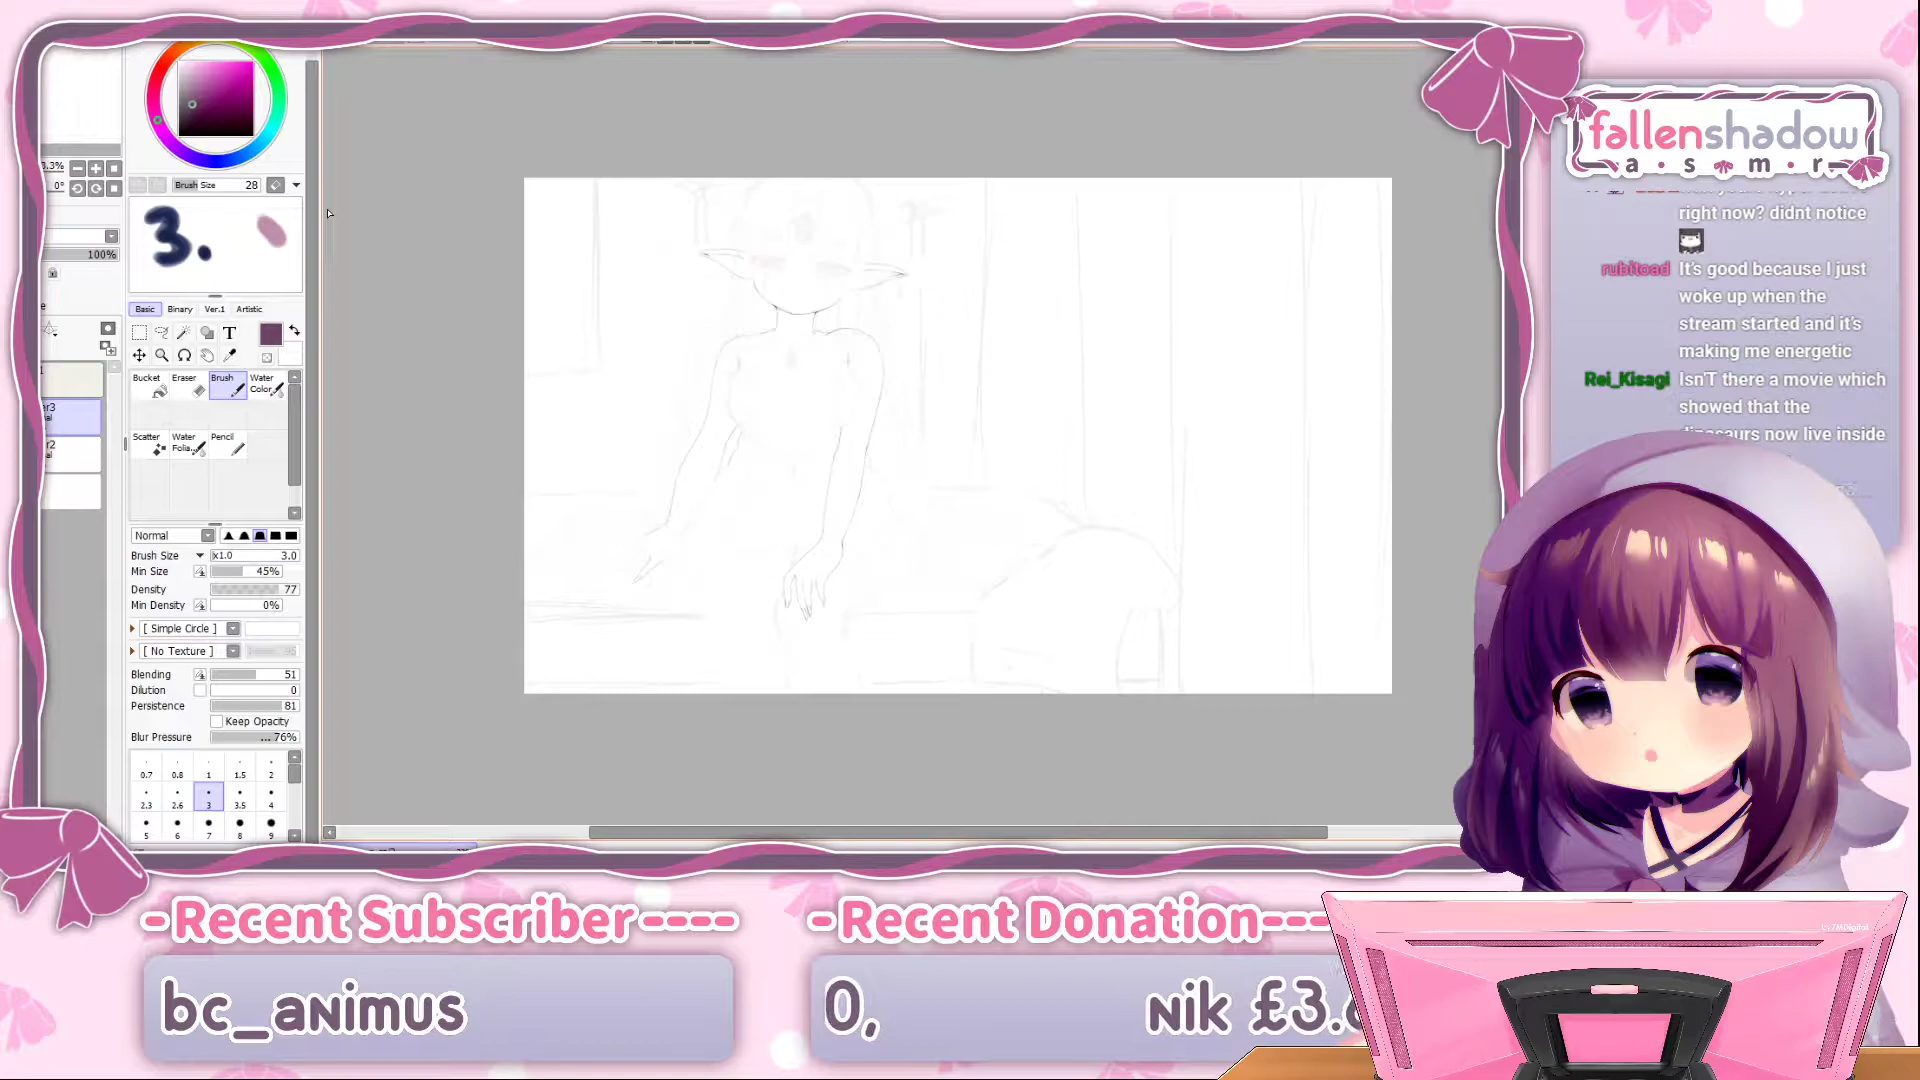 fallenshadow
a·s·m·r
right now? didnt notice
rubitoad It's good because I just
woke up when the
stream started and it's
making me energetic
Rei_Kisagi Isn'T there a movie which
showed that the
dinosaurs now live inside
3.3%
0°
100%
Brush Size 28
3.
Basic Binary Ver.1 Artistic
T
Bucket Eraser Brush Water Color
Scatter Water Folia... Pencil
Normal
Brush Size x1.0 3.0
Min Size 45%
Density 77
Min Density 0%
[ Simple Circle ]
[ No Texture ]
Blending 51
Dilution 0
Persistence 81
Keep Opacity
Blur Pressure ... 76%
0.7 0.8 1 1.5 2
2.3 2.6 3 3.5 4
5 6 7 8 9
-Recent Subscriber----
bc_animus
-Recent Donation---
0, nik £3.